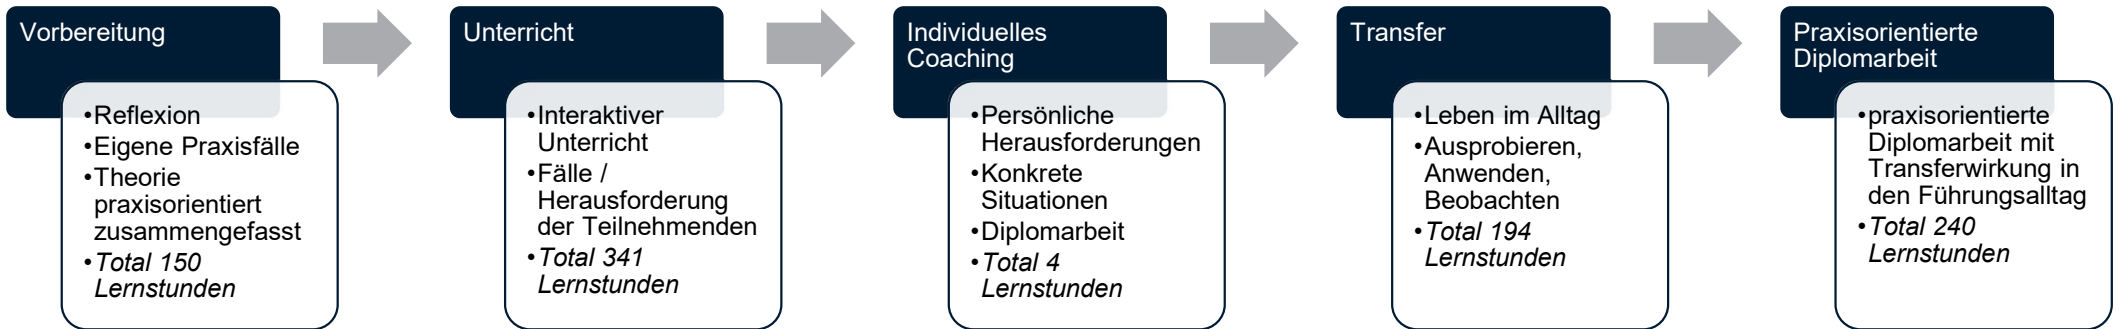 Vorbereitung
•Reflexion
•Eigene Praxisfälle
•Theorie
praxisorientiert
zusammengefasst
•Total 150
Lernstunden
Unterricht
•Interaktiver
Unterricht
•Fälle /
Herausforderung
der Teilnehmenden
•Total 341
Lernstunden
Individuelles
Coaching
•Persönliche
Herausforderungen
•Konkrete
Situationen
•Diplomarbeit
•Total 4
Lernstunden
Transfer
•Leben im Alltag
•Ausprobieren,
Anwenden,
Beobachten
•Total 194
Lernstunden
Praxisorientierte
Diplomarbeit
•praxisorientierte
Diplomarbeit mit
Transferwirkung in
den Führungsalltag
•Total 240
Lernstunden